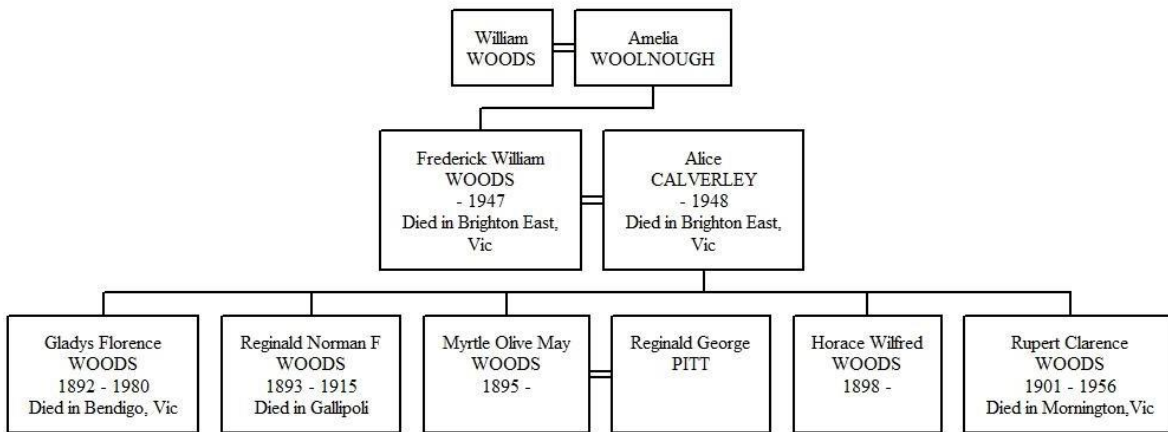 William
WOODS
Amelia
WOOLNOUGH
Frederick William
WOODS
- 1947
Died in Brighton East,
Vic
Alice
CALVERLEY
- 1948
Died in Brighton East,
Vic
Gladys Florence
WOODS
1892 - 1980
Died in Bendigo, Vic
Reginald Norman F
WOODS
1893 - 1915
Died in Gallipoli
Myrtle Olive May
WOODS
1895 -
Reginald George
PITT
Horace Wilfred
WOODS
1898 -
Rupert Clarence
WOODS
1901 - 1956
Died in Mornington,Vic